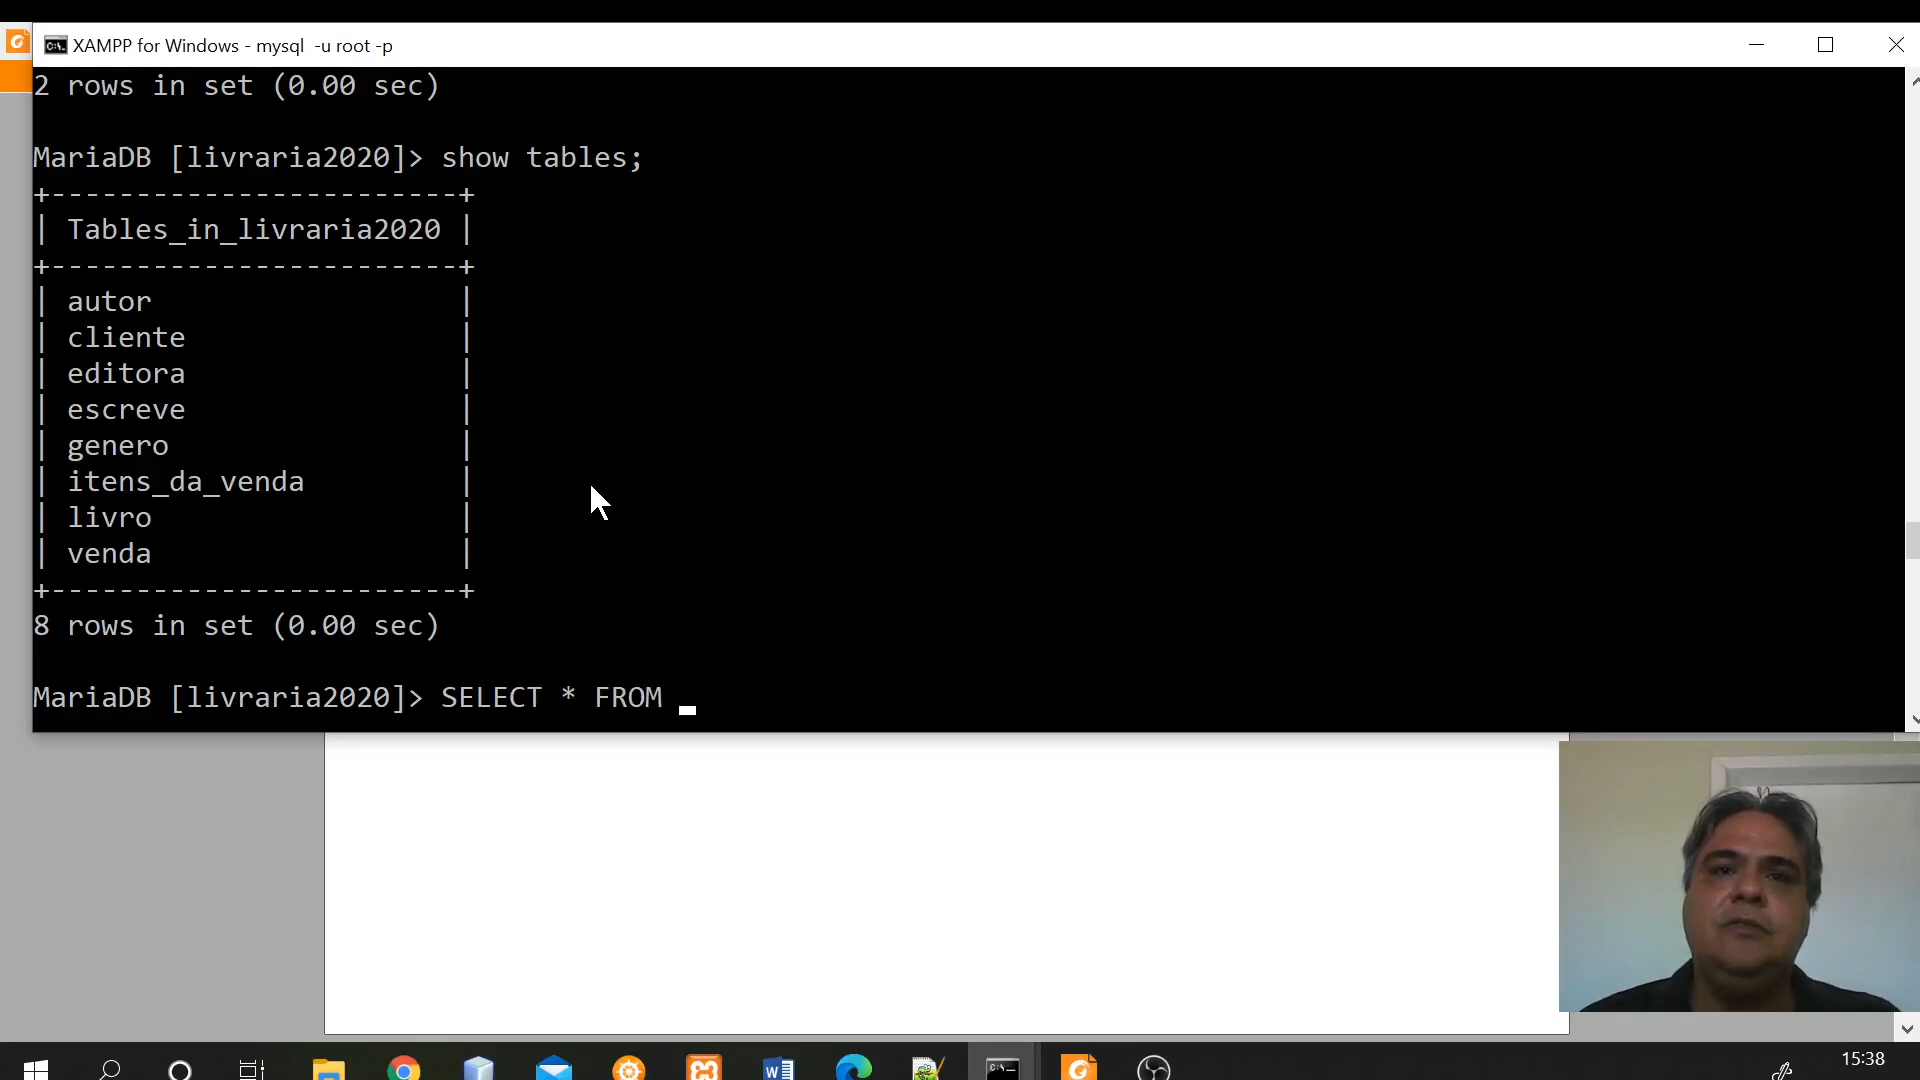 XAMPP for Windows - mysql  -u root -p
2 rows in set (0.00 sec)
MariaDB [livraria2020]> show tables;
+-------------------------+
| Tables_in_livraria2020 |
+-------------------------+
| autor |
| cliente |
| editora |
| escreve |
| genero |
| itens_da_venda |
| livro |
| venda |
+-------------------------+
8 rows in set (0.00 sec)
MariaDB [livraria2020]> SELECT * FROM _
15:38